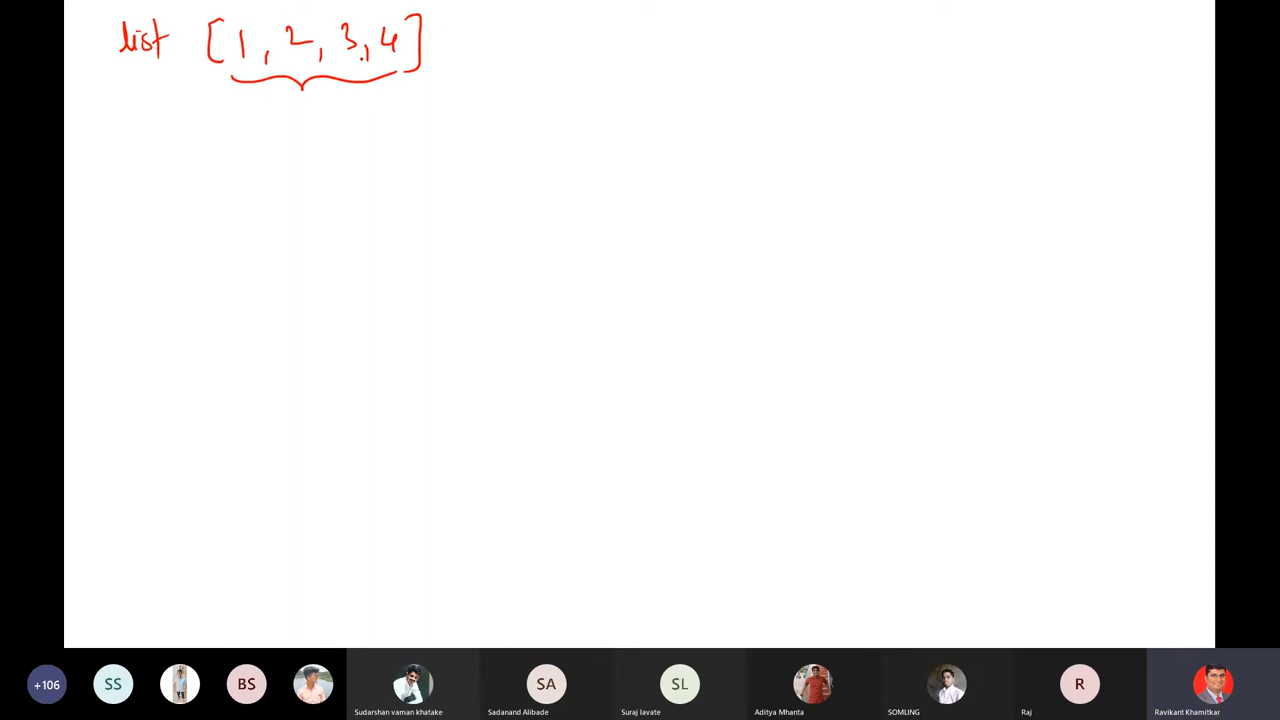 list [1, 2, 3, 4]
+106
SS
BS
SA
SL
R
Sudarshan vaman khatake
Sadanand Alibade
Suraj lavate
Aditya Mhanta
SOMLING
Raj
Ravikant Khamitkar